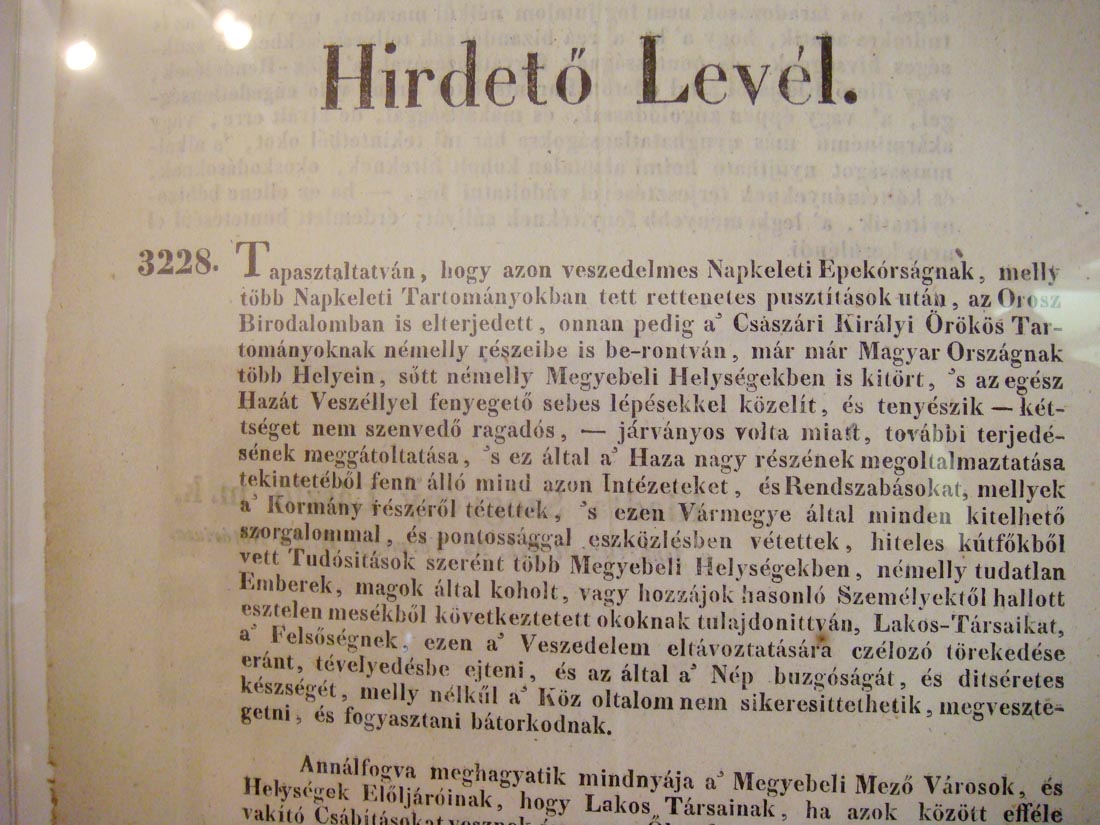 Hirdető Levél.
3228. Tapasztaltatván, hogy azon veszedelmes Napkeleti Epekórságnak, melly
több Napkeleti Tartományokban tett rettenetes pusztítások után, az Orosz
Birodalomban is elterjedett, onnan pedig a' Császári Királyi Örökös Tar-
tományoknak némelly részeibe is be-rontván, már már Magyar Országnak
több Helyein, sőtt némelly Megyebeli Helységekben is kitört, 's az egész
Hazát Veszéllyel fenyegető sebes lépésekkel közelít, és tenyészik — két-
tséget nem szenvedő ragadós, — járványos volta miatt, további terjedé-
sének meggátoltatása, 's ez által a' Haza nagy részének megoltalmaztatása
tekintetéből fenn álló mind azon Intézeteket, és Rendszabásokat, mellyek
a' Kormány részéről tétettek, 's ezen Vármegye által minden kitelhető
szorgalommal, és pontossággal eszközlésben vétettek, hiteles kútfőkből
vett Tudósitások szerént több Megyebeli Helységekben, némelly tudatlan
Emberek, magok által koholt, vagy hozzájok hasonló Személyektől hallott
esztelen mesékből következtetett okoknak tulajdonittván, Lakos-Társaikat,
a' Felsőségnek, ezen a' Veszedelem eltávoztatására czélozó törekedése
eránt, tévelyedésbe ejteni, és az által a' Nép buzgóságát, és ditséretes
készségét, melly nélkűl a' Köz oltalom nem sikeresittethetik, megveszte-
getni, és fogyasztani bátorkodnak.
Annálfogva meghagyatik mindnyája a' Megyebeli Mező Városok, és
Helységek Előljáróinak, hogy Lakos Társainak, ha azok között efféle
vakító Csábításokat